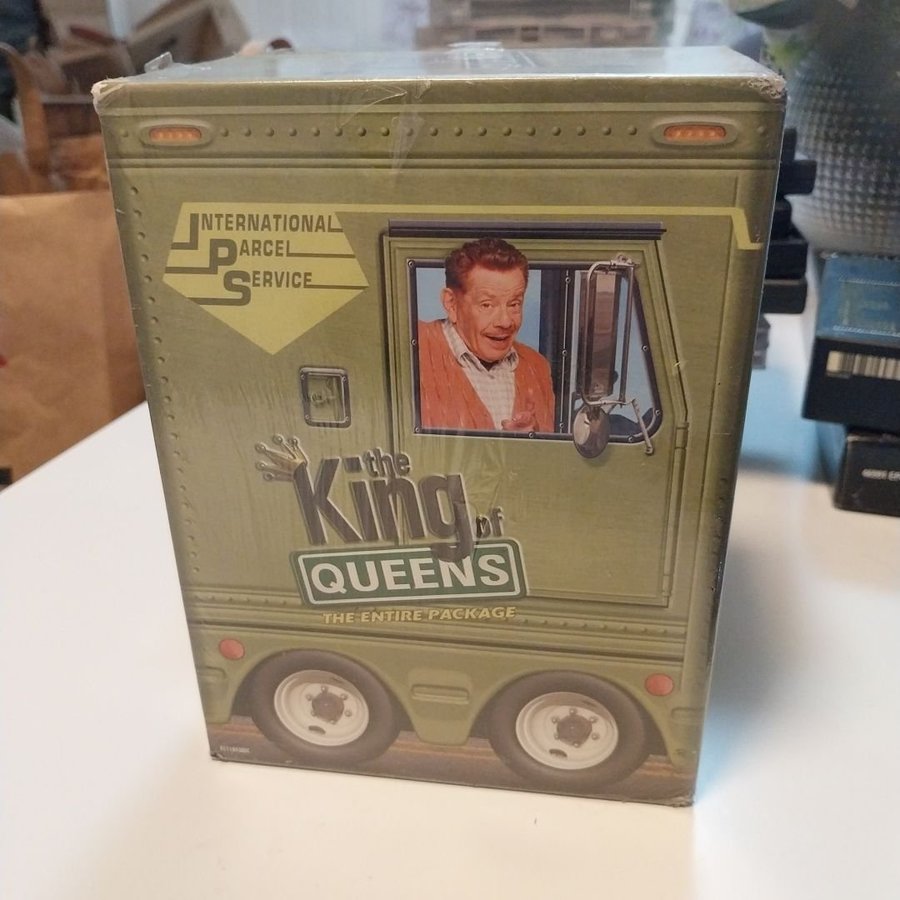 INTERNATIONAL
PARCEL
SERVICE
the
King of
QUEENS
THE ENTIRE PACKAGE